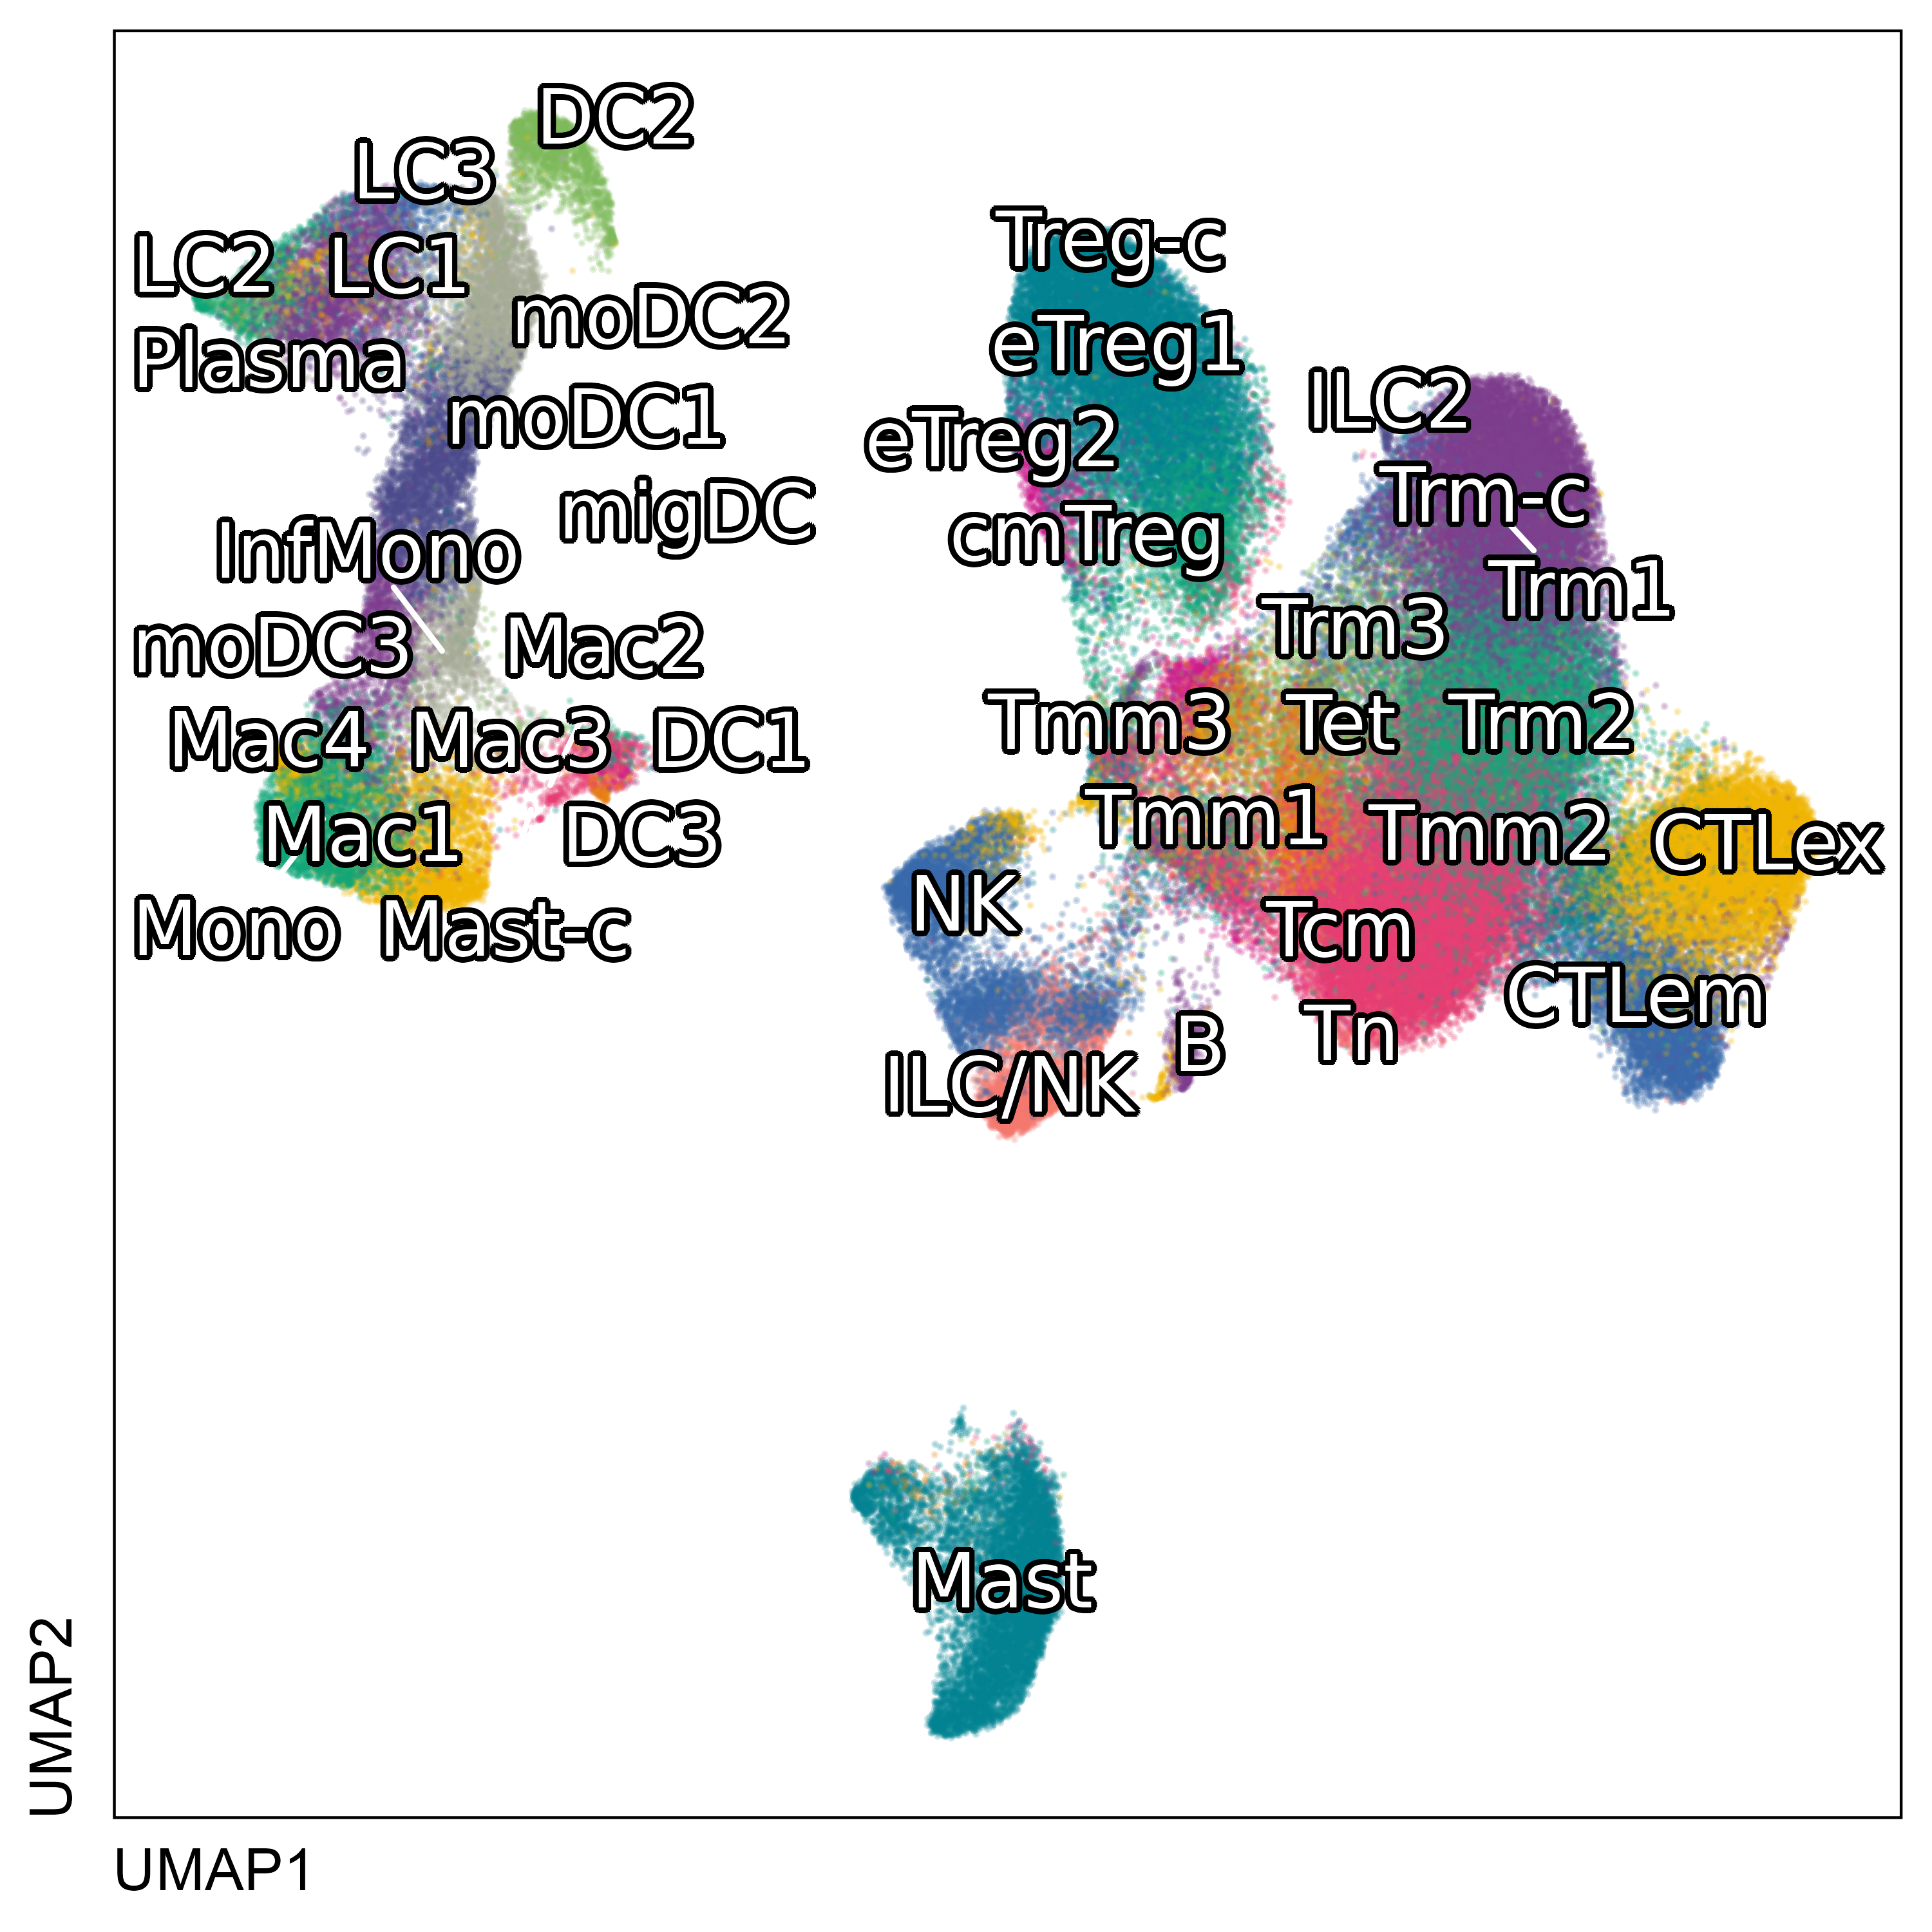 DC2
LC3
Treg-c
LC2 LC1
moDC2
eTreg1
Plasma
ILC2
moDC1
eTreg2
Trm-c
migDC
cmTreg
InfMono
Trm1
Trm3
moDC3 Mac2
Tmm3 Tet Trm2
Mac4 Mac3 DC1
Tmm1 Tmm2 CTLex
Mac1 DC3
NK
Tcm
Mono Mast-c
CTLem
Tn
B
ILC/NK
Mast
UMAP2
UMAP1